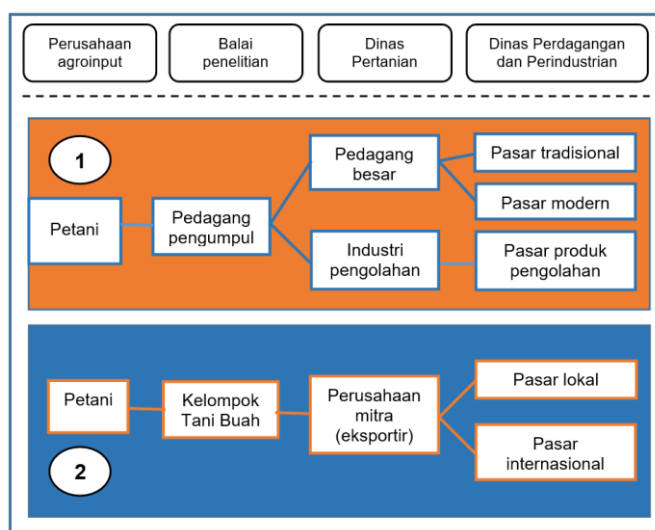 Perusahaan
agroinput
Balai
penelitian
Dinas
Pertanian
Dinas Perdagangan
dan Perindustrian
1
Petani
Pedagang
pengumpul
Pedagang
besar
Industri
pengolahan
Pasar tradisional
Pasar modern
Pasar produk
pengolahan
2
Petani
Kelompok
Tani Buah
Perusahaan
mitra
(eksportir)
Pasar lokal
Pasar
internasional